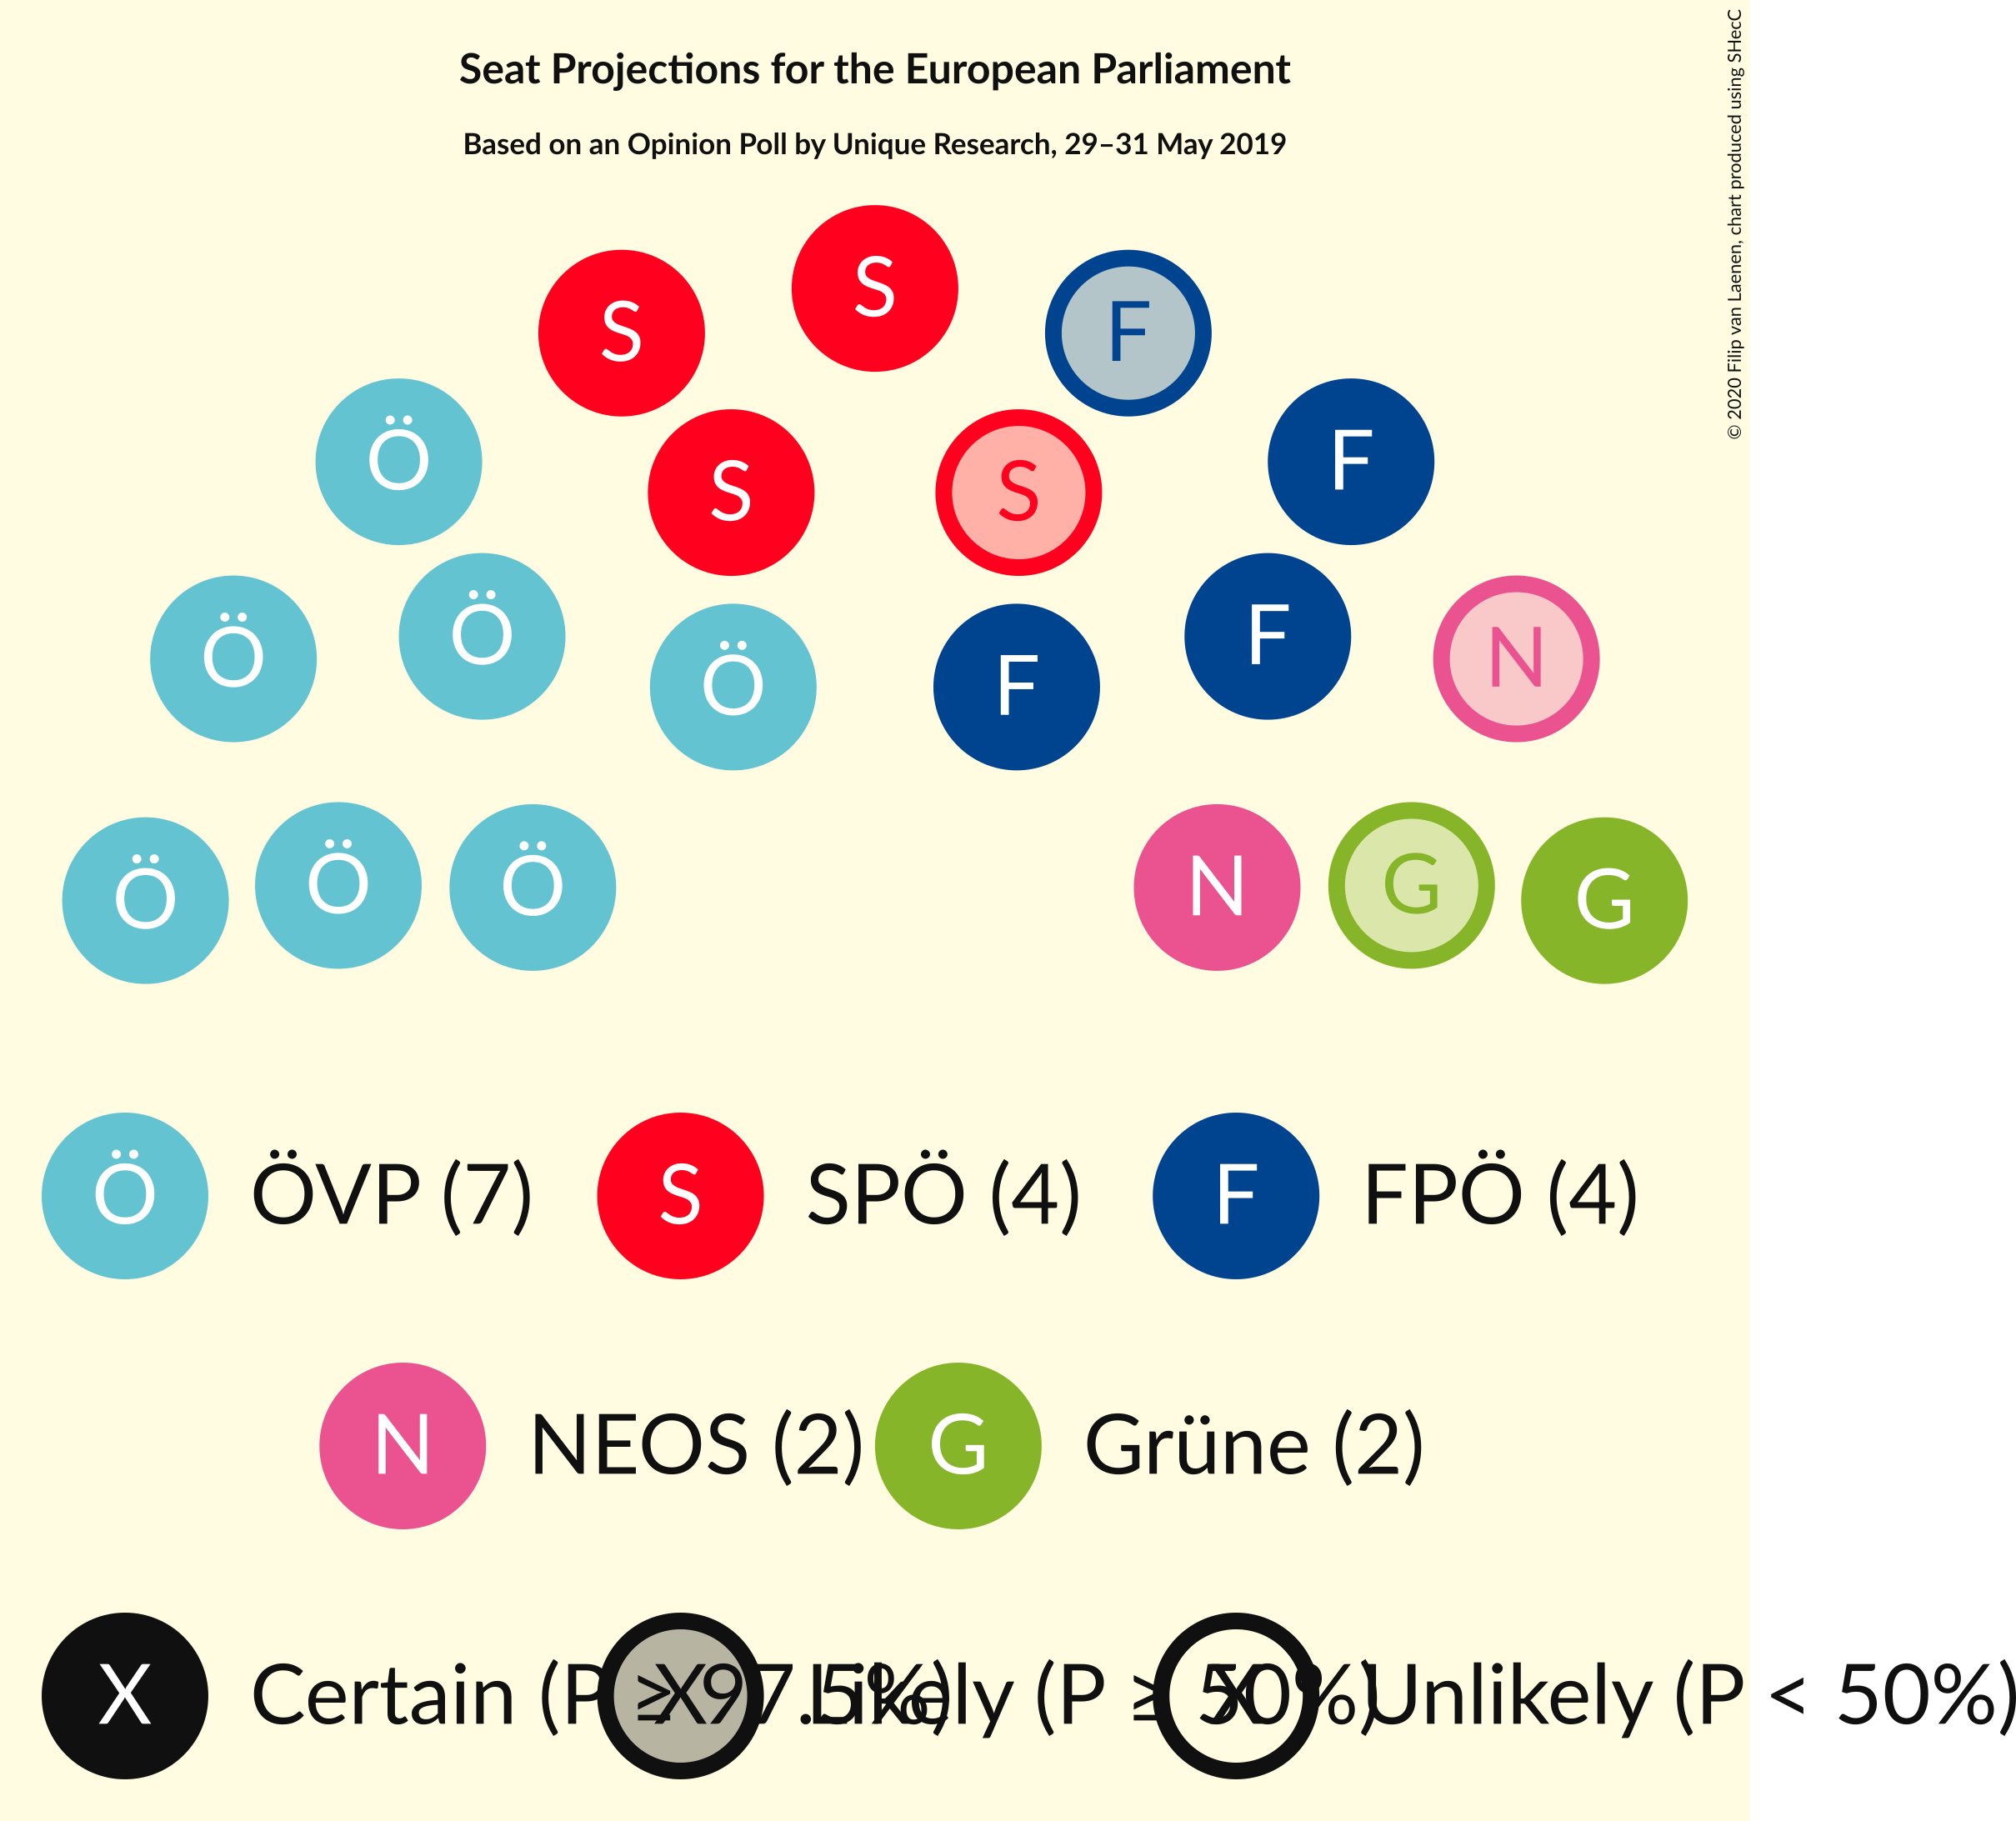 Seat Projections for the European Parliament
Based on an Opinion Poll by Unique Research, 29–31 May 2019
© 2020 Filip van Laenen, chart produced using SHecC
S
S F
Ö S S F
Ö Ö Ö F F N
Ö Ö Ö N G G
Ö ÖVP (7) S SPÖ (4) F FPÖ (4)
N NEOS (2) G Grüne (2)
X Certain (P ≥ 97.5%) X Likely (P ≥ 50%) X Unlikely (P < 50%)